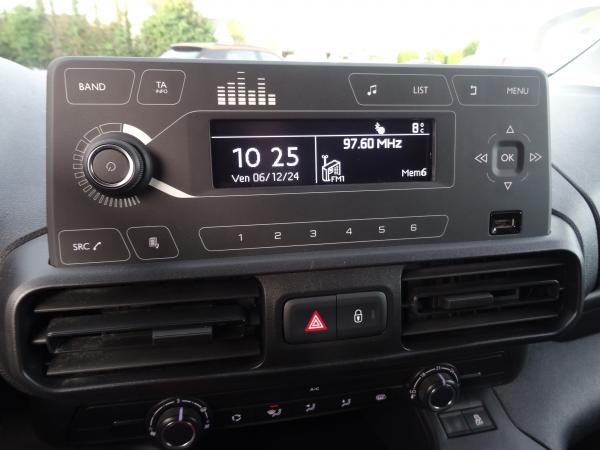 BAND
TA
INFO
LIST
MENU
8°C
97.60 MHz
10 25
Ven 06/12/24
FM1
Mem6
OK
SRC
1 2 3 4 5 6
A/C